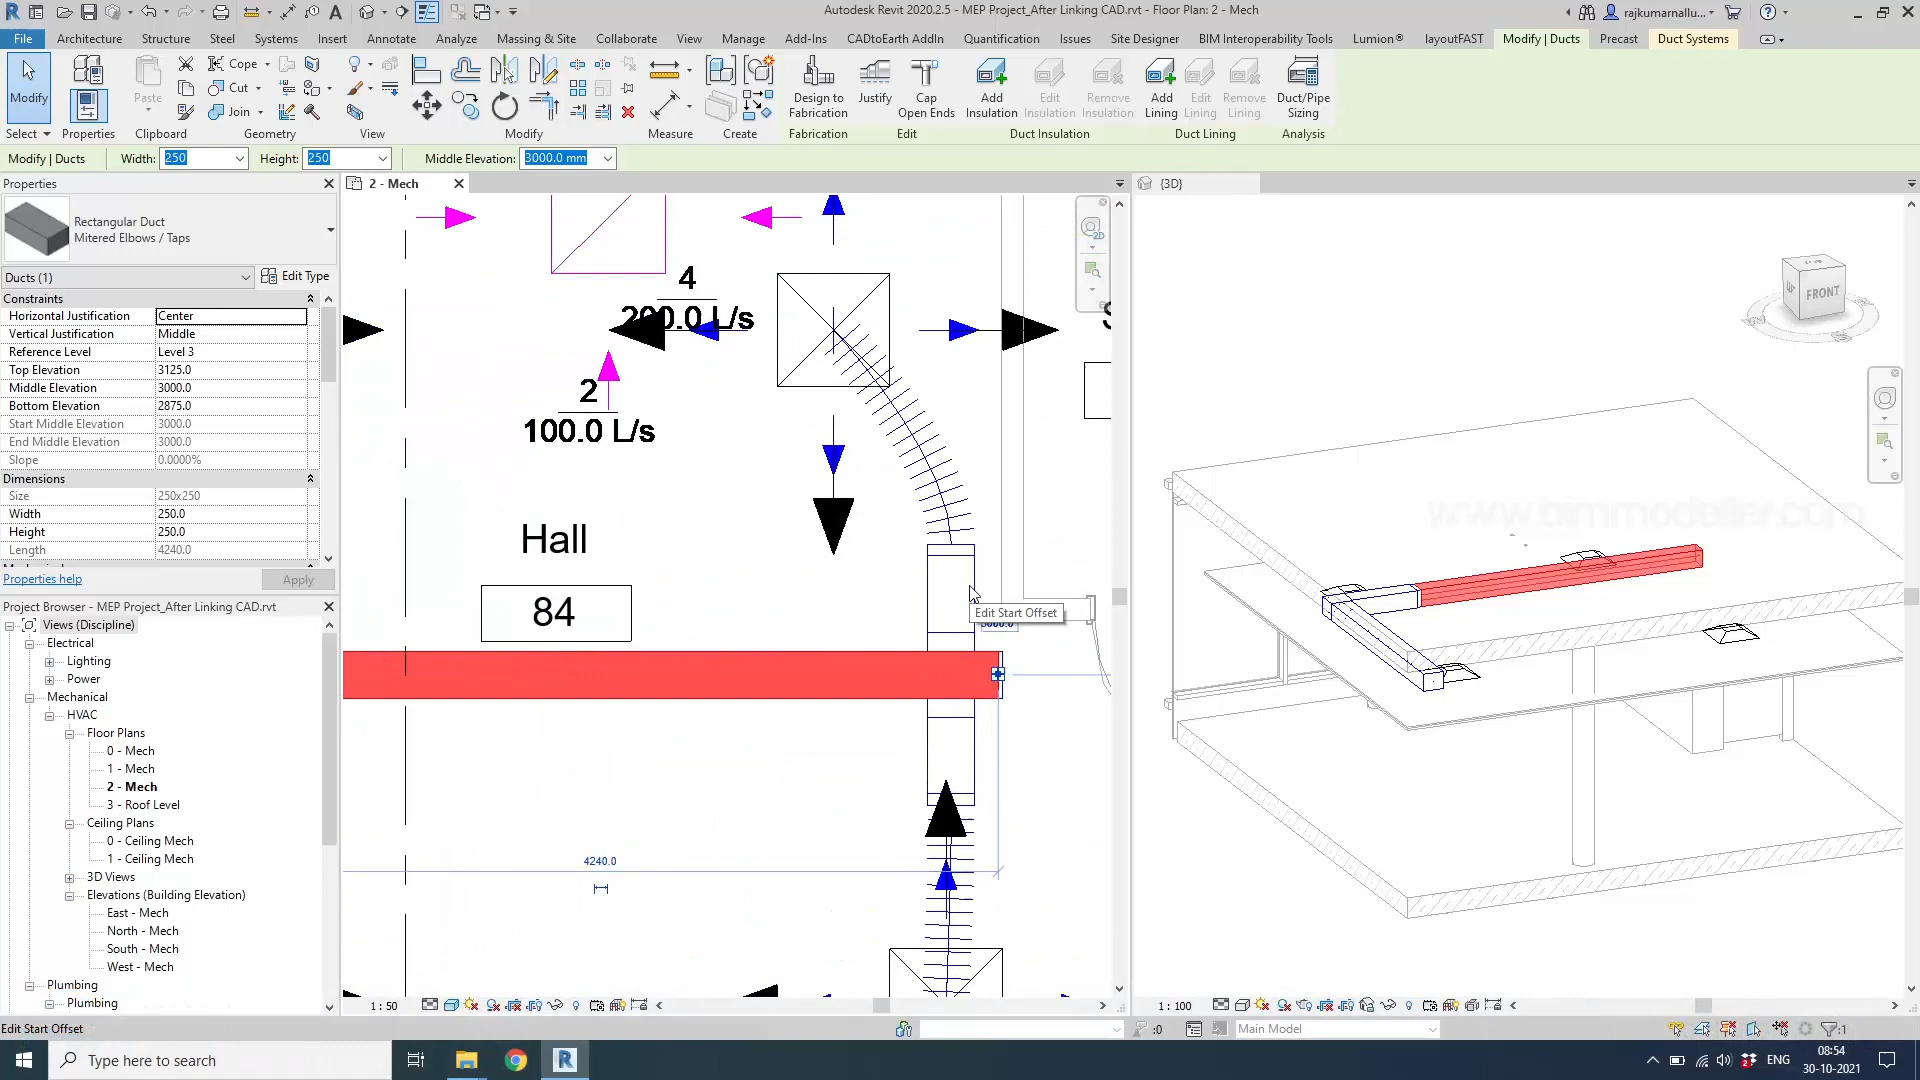 Autodesk Revit 2020.2.5 - MEP Project_After Linking CAD.rvt - Floor Plan: 2 - Mech
rajkumarnallu...
File Architecture Structure Steel Systems Insert Annotate Analyze Massing & Site Collaborate View Manage Add-Ins CADtoEarth AddIn Quantification Issues Site Designer BIM Interoperability Tools Lumion® layoutFAST Modify | Ducts Precast Duct Systems
Modify
Paste
Cope
Cut
Join
Design to Fabrication
Justify
Cap Open Ends
Add Insulation
Edit Insulation
Remove Insulation
Add Lining
Edit Lining
Remove Lining
Duct/Pipe Sizing
Select Properties Clipboard Geometry View Modify Measure Create Fabrication Edit Duct Insulation Duct Lining Analysis
Modify | Ducts Width: 250 Height: 250 Middle Elevation: 3000.0 mm
Properties
Rectangular Duct
Mitered Elbows / Taps
Ducts (1) Edit Type
Constraints
Horizontal Justification Center
Vertical Justification Middle
Reference Level Level 3
Top Elevation 3125.0
Middle Elevation 3000.0
Bottom Elevation 2875.0
Start Middle Elevation 3000.0
End Middle Elevation 3000.0
Slope 0.0000%
Dimensions
Size 250x250
Width 250.0
Height 250.0
Length 4240.0
Properties help Apply
Project Browser - MEP Project_After Linking CAD.rvt
Views (Discipline)
Electrical
Lighting
Power
Mechanical
HVAC
Floor Plans
0 - Mech
1 - Mech
2 - Mech
3 - Roof Level
Ceiling Plans
0 - Ceiling Mech
1 - Ceiling Mech
3D Views
Elevations (Building Elevation)
East - Mech
North - Mech
South - Mech
West - Mech
Plumbing
Plumbing
2 - Mech
2D
4
200.0 L/s
2
100.0 L/s
Hall
84
Edit Start Offset
3000.0
4240.0
1 : 50
{3D}
FRONT
www.bimmodeller.com
1 : 100
Edit Start Offset
:0
Main Model
:1
Type here to search
ENG
08:54
30-10-2021